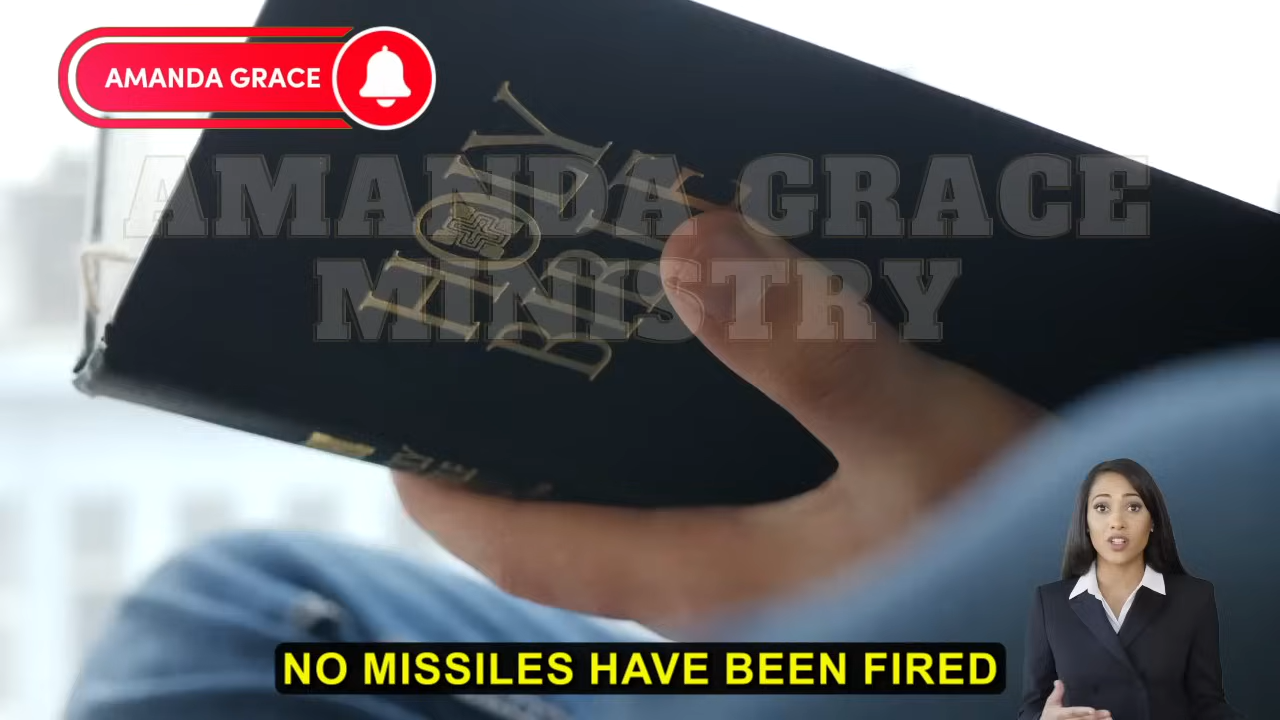 AMANDA GRACE
AMANDA GRACE
MINISTRY
HOLY
BIBLE
NO MISSILES HAVE BEEN FIRED